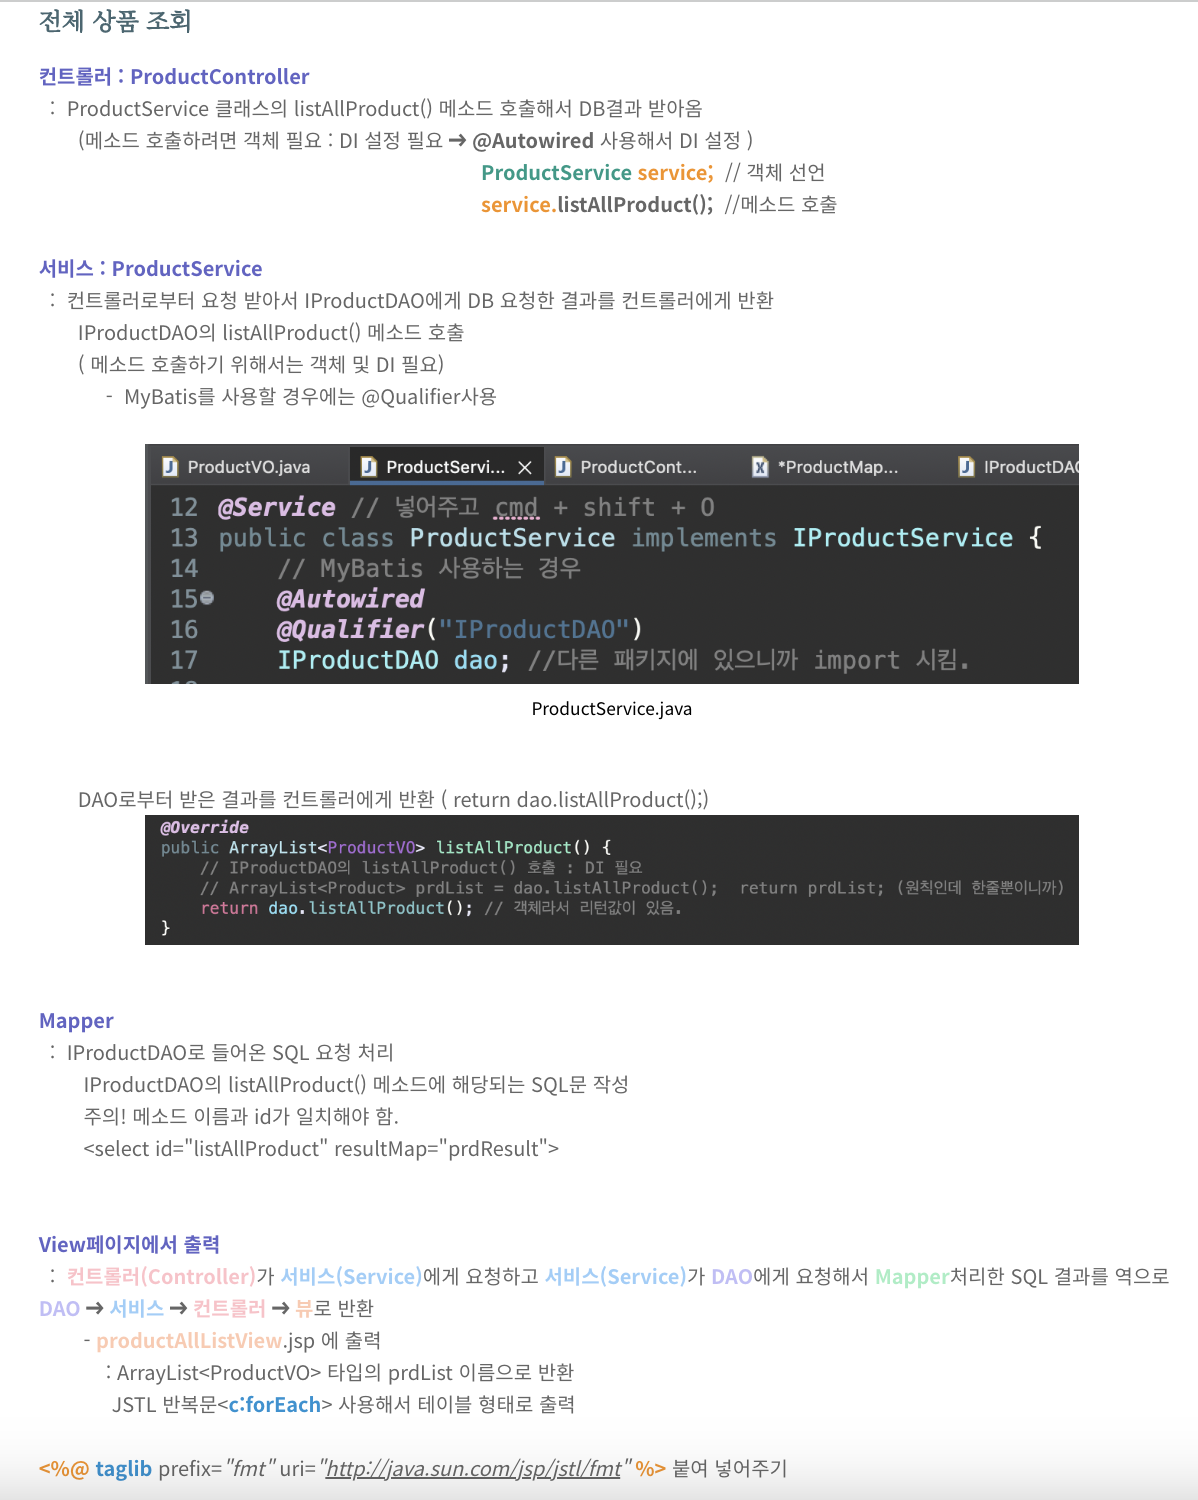 전체 상품 조회
컨트롤러 : ProductController
: ProductService 클래스의 listAllProduct() 메소드 호출해서 DB결과 받아옴
(메소드 호출하려면 객체 필요 : DI 설정 필요 → @Autowired 사용해서 DI 설정 )
ProductService service; // 객체 선언
service.listAllProduct(); //메소드 호출
서비스 : ProductService
: 컨트롤러로부터 요청 받아서 IProductDAO에게 DB 요청한 결과를 컨트롤러에게 반환
IProductDAO의 listAllProduct() 메소드 호출
( 메소드 호출하기 위해서는 객체 및 DI 필요)
- MyBatis를 사용할 경우에는 @Qualifier사용
ProductVO.java ProductServi... ProductCont... *ProductMap... IProductDAO
12 @Service // 넣어주고 cmd + shift + O
13 public class ProductService implements IProductService {
14 // MyBatis 사용하는 경우
15 @Autowired
16 @Qualifier("IProductDAO")
17 IProductDAO dao; //다른 패키지에 있으니까 import 시킴.
ProductService.java
DAO로부터 받은 결과를 컨트롤러에게 반환 ( return dao.listAllProduct();)
@Override
public ArrayList<ProductVO> listAllProduct() {
// IProductDAO의 listAllProduct() 호출 : DI 필요
// ArrayList<Product> prdList = dao.listAllProduct(); return prdList; (원칙인데 한줄뿐이니까)
return dao.listAllProduct(); // 객체라서 리턴값이 있음.
}
Mapper
: IProductDAO로 들어온 SQL 요청 처리
IProductDAO의 listAllProduct() 메소드에 해당되는 SQL문 작성
주의! 메소드 이름과 id가 일치해야 함.
<select id="listAllProduct" resultMap="prdResult">
View페이지에서 출력
: 컨트롤러(Controller)가 서비스(Service)에게 요청하고 서비스(Service)가 DAO에게 요청해서 Mapper처리한 SQL 결과를 역으로
DAO → 서비스 → 컨트롤러 → 뷰로 반환
- productAllListView.jsp 에 출력
: ArrayList<ProductVO> 타입의 prdList 이름으로 반환
JSTL 반복문<c:forEach> 사용해서 테이블 형태로 출력
<%@ taglib prefix="fmt" uri="http://java.sun.com/jsp/jstl/fmt" %> 붙여 넣어주기